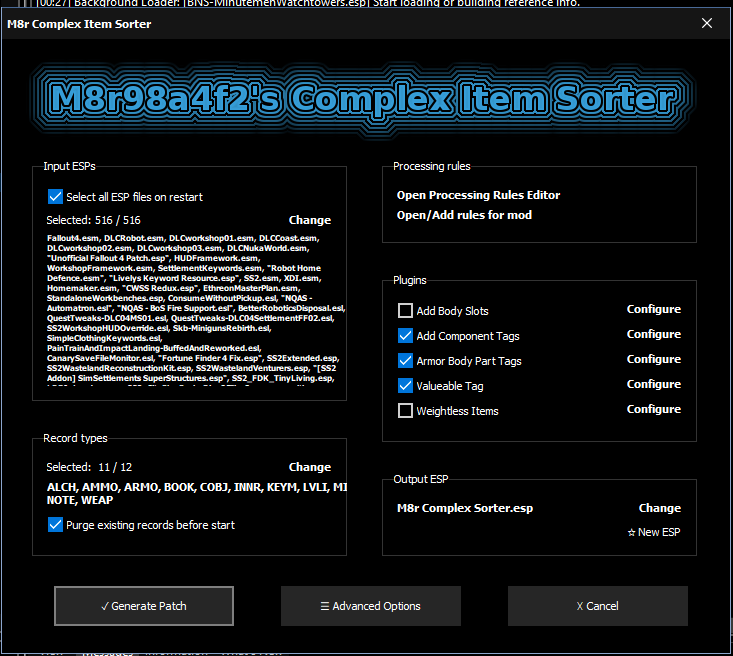 [00:27] Background Loader: [BNS-MinutemenWatchtowers.esp] Start loading or building reference info.
M8r Complex Item Sorter
M8r98a4f2's Complex Item Sorter
Input ESPs
Select all ESP files on restart
Selected: 516 / 516
Change
Fallout4.esm, DLCRobot.esm, DLCworkshop01.esm, DLCCoast.esm,
DLCworkshop02.esm, DLCworkshop03.esm, DLCNukaWorld.esm,
"Unofficial Fallout 4 Patch.esp", HUDFramework.esm,
WorkshopFramework.esm, SettlementKeywords.esm, "Robot Home
Defence.esm", "Livelys Keyword Resource.esp", SS2.esm, XDI.esm,
Homemaker.esm, "CWSS Redux.esp", EthreonMasterPlan.esm,
StandaloneWorkbenches.esp, ConsumeWithoutPickup.esl, "NQAS -
Automatron.esl", "NQAS - BoS Fire Support.esl", BetterRoboticsDisposal.esl,
QuestTweaks-DLC04MS01.esl, QuestTweaks-DLC04SettlementFF02.esl,
SS2WorkshopHUDOverride.esl, Skb-MinigunsRebirth.esl,
SimpleClothingKeywords.esl,
PainTrainAndImpactLanding-BuffedAndReworked.esl,
CanarySaveFileMonitor.esl, "Fortune Finder 4 Fix.esp", SS2Extended.esp,
SS2WastelandReconstructionKit.esp, SS2WastelandVenturers.esp, "[SS2
Addon] SimSettlements SuperStructures.esp", SS2_FDK_TinyLiving.esp,
Record types
Selected: 11 / 12
Change
ALCH, AMMO, ARMO, BOOK, COBJ, INNR, KEYM, LVLI, MI
NOTE, WEAP
Purge existing records before start
Processing rules
Open Processing Rules Editor
Open/Add rules for mod
Plugins
Add Body Slots Configure
Add Component Tags Configure
Armor Body Part Tags Configure
Valueable Tag Configure
Weightless Items Configure
Output ESP
M8r Complex Sorter.esp Change
☆ New ESP
✓ Generate Patch
☰ Advanced Options
X Cancel